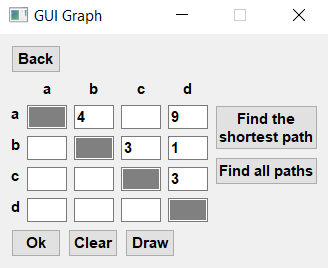 GUI Graph
Back
a b c d
a 4 9
b 3 1
c 3
d
Find the
shortest path
Find all paths
Ok Clear Draw